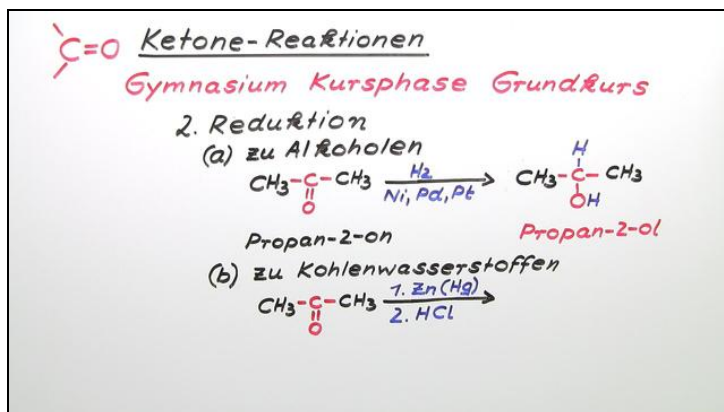 C=O Ketone-Reaktionen
Gymnasium Kursphase Grundkurs
2. Reduktion
(a) zu Alkoholen
H
CH3-C-CH3 H2 CH3-C-CH3
O Ni, Pd, Pt OH
Propan-2-on Propan-2-ol
(b) zu Kohlenwasserstoffen
CH3-C-CH3 1. Zn(Hg)
O 2. HCl